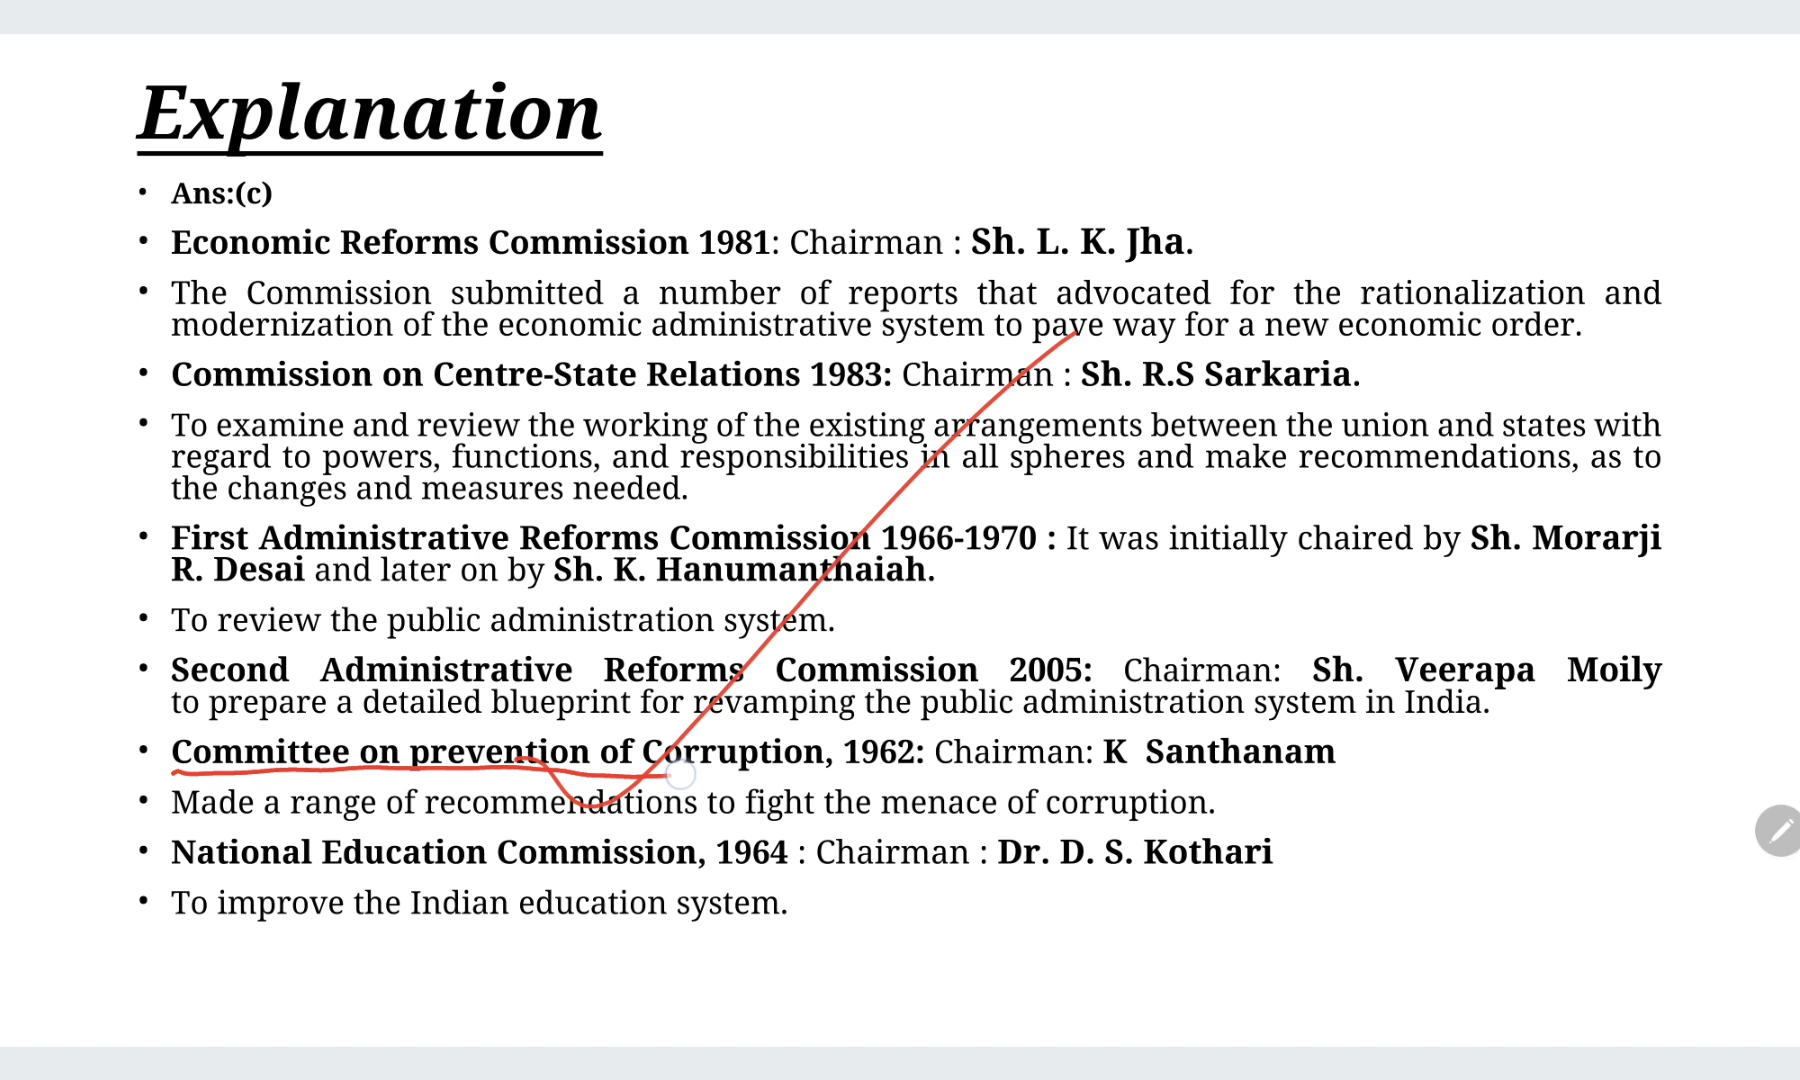 Explanation
• Ans:(c)
• Economic Reforms Commission 1981: Chairman : Sh. L. K. Jha.
• The Commission submitted a number of reports that advocated for the rationalization and
modernization of the economic administrative system to pave way for a new economic order.
• Commission on Centre-State Relations 1983: Chairman : Sh. R.S Sarkaria.
• To examine and review the working of the existing arrangements between the union and states with
regard to powers, functions, and responsibilities in all spheres and make recommendations, as to
the changes and measures needed.
• First Administrative Reforms Commission 1966-1970 : It was initially chaired by Sh. Morarji
R. Desai and later on by Sh. K. Hanumanthaiah.
• To review the public administration system.
• Second Administrative Reforms Commission 2005: Chairman: Sh. Veerapa Moily
to prepare a detailed blueprint for revamping the public administration system in India.
• Committee on prevention of Corruption, 1962: Chairman: K Santhanam
• Made a range of recommendations to fight the menace of corruption.
• National Education Commission, 1964 : Chairman : Dr. D. S. Kothari
• To improve the Indian education system.